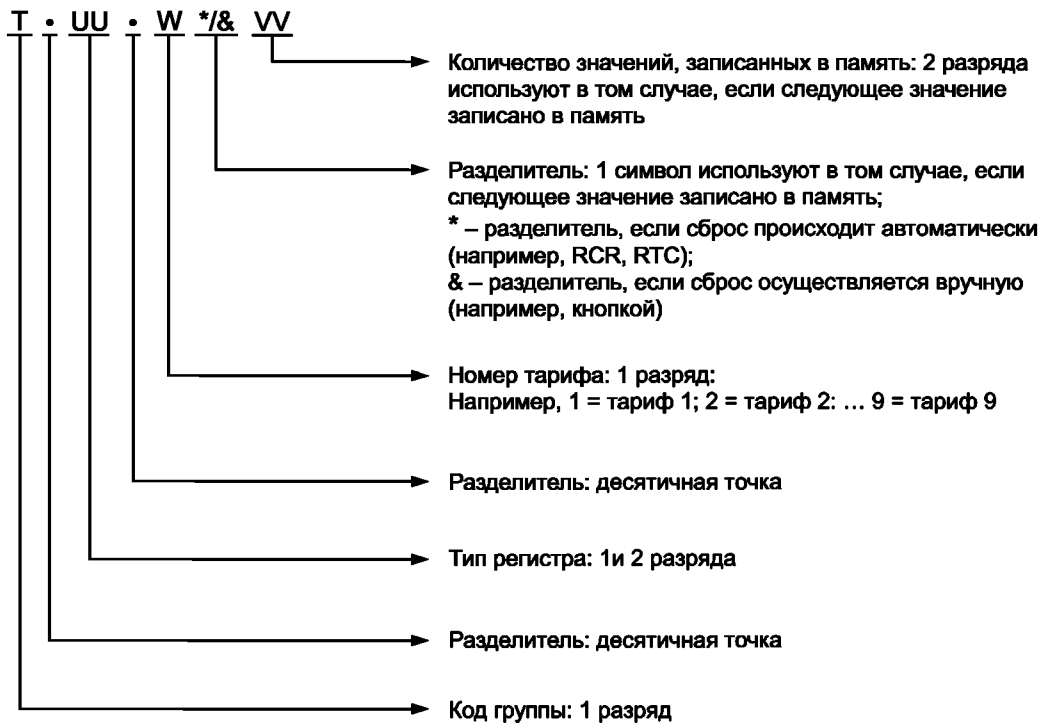 T • UU • W */& VV
Количество значений, записанных в память: 2 разряда
используют в том случае, если следующее значение
записано в память
Разделитель: 1 символ используют в том случае, если
следующее значение записано в память;
* – разделитель, если сброс происходит автоматически
(например, RCR, RTC);
& – разделитель, если сброс осуществляется вручную
(например, кнопкой)
Номер тарифа: 1 разряд:
Например, 1 = тариф 1; 2 = тариф 2: ... 9 = тариф 9
Разделитель: десятичная точка
Тип регистра: 1и 2 разряда
Разделитель: десятичная точка
Код группы: 1 разряд